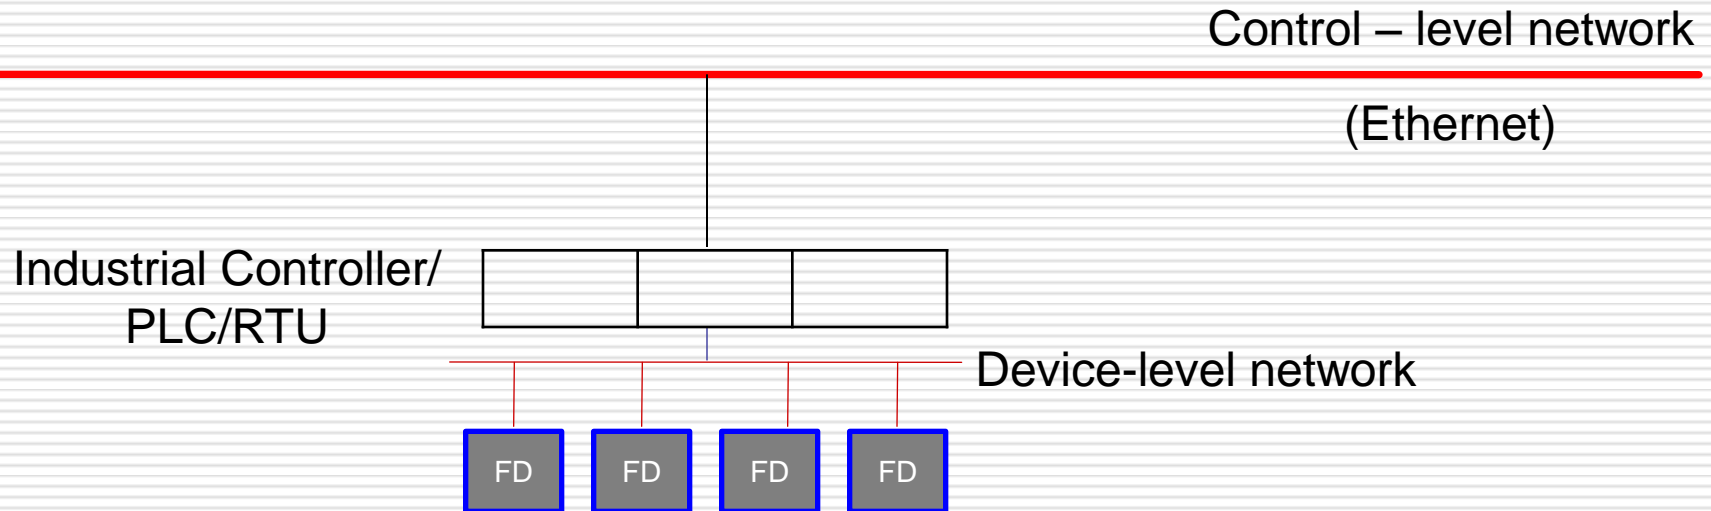 Control – level network
(Ethernet)
Industrial Controller/
PLC/RTU
Device-level network
FD
FD
FD
FD